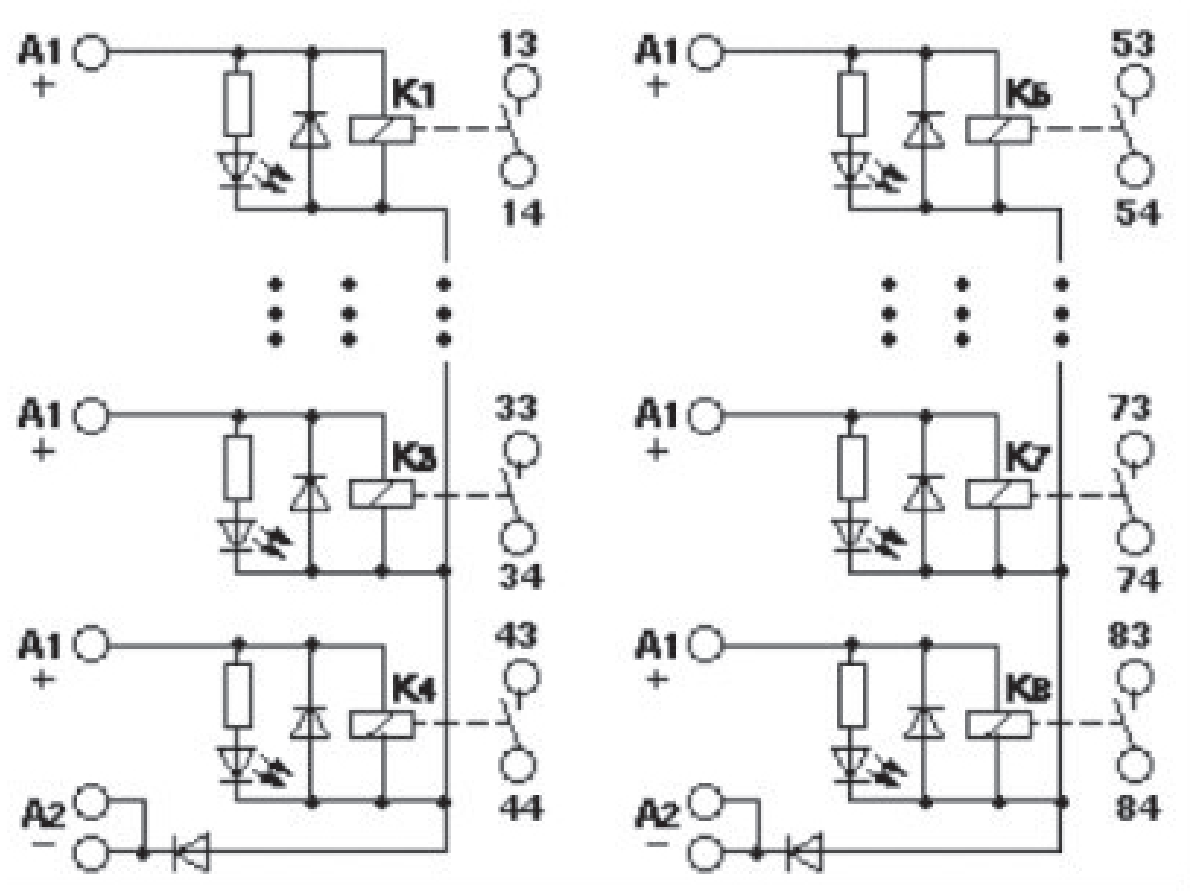 A1 13 A1 53
+ K1 + K5
14 54
A1 33 A1 73
+ K3 + K7
34 74
A1 43 A1 83
+ K4 + K8
A2 44 A2 84
− −